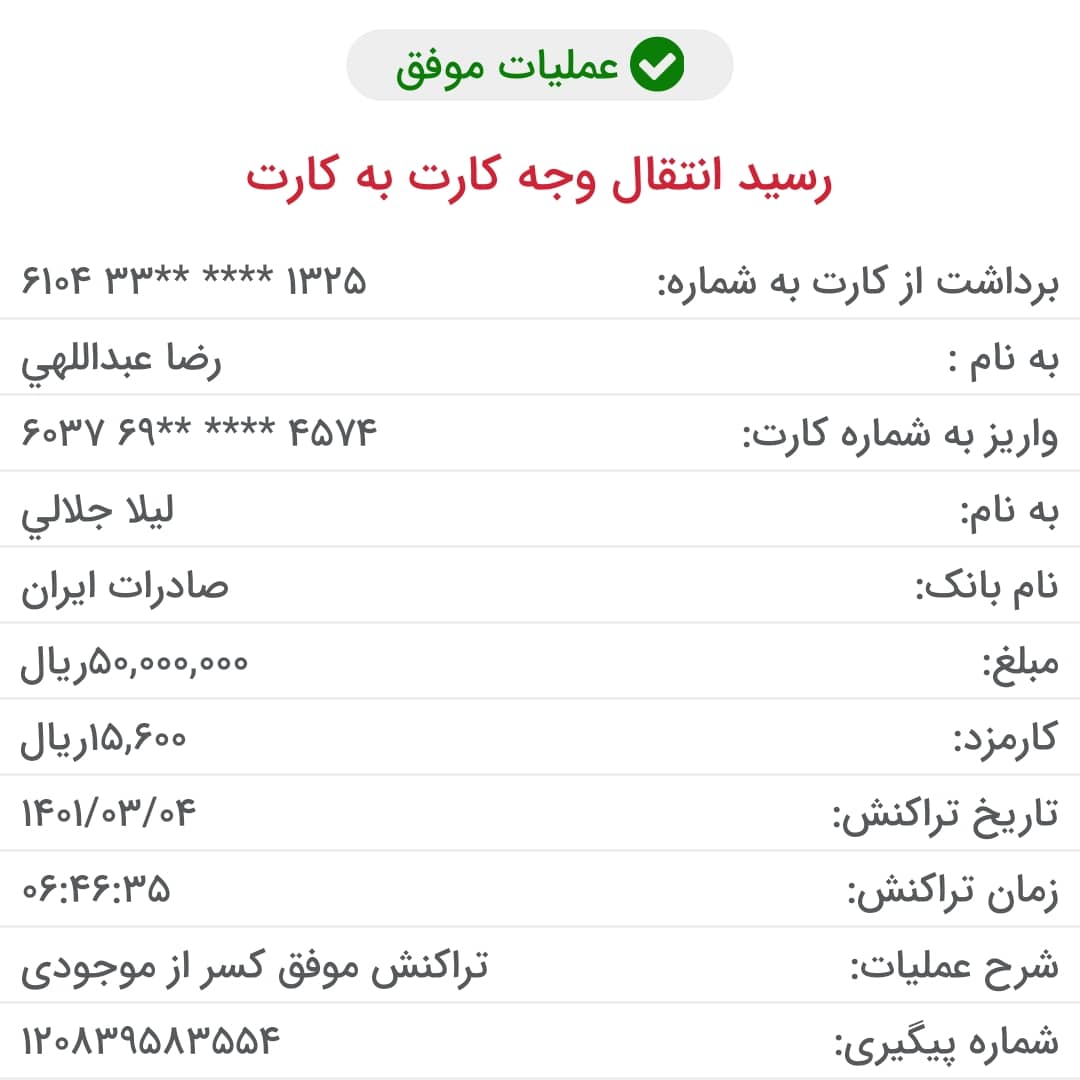 عملیات موفق
رسید انتقال وجه کارت به کارت
برداشت از کارت به شماره: ۶۱۰۴ ۳۳** **** ۱۳۲۵
به نام : رضا عبداللهي
واریز به شماره کارت: ۶۰۳۷ ۶۹** **** ۴۵۷۴
به نام: ليلا جلالي
نام بانک: صادرات ایران
مبلغ: ۵۰,۰۰۰,۰۰۰ریال
کارمزد: ۱۵,۶۰۰ریال
تاریخ تراکنش: ۱۴۰۱/۰۳/۰۴
زمان تراکنش: ۰۶:۴۶:۳۵
شرح عملیات: تراکنش موفق کسر از موجودی
شماره پیگیری: ۱۲۰۸۳۹۵۸۳۵۵۴